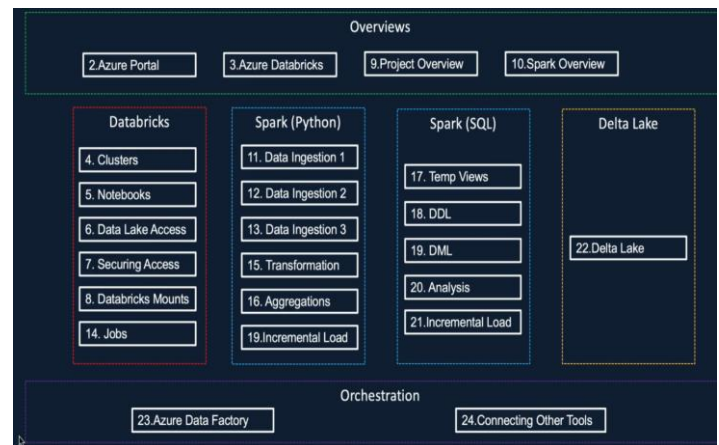 Overviews
2.Azure Portal
3.Azure Databricks
9.Project Overview
10.Spark Overview
Databricks
4. Clusters
5. Notebooks
6. Data Lake Access
7. Securing Access
8. Databricks Mounts
14. Jobs
Spark (Python)
11. Data Ingestion 1
12. Data Ingestion 2
13. Data Ingestion 3
15. Transformation
16. Aggregations
19.Incremental Load
Spark (SQL)
17. Temp Views
18. DDL
19. DML
20. Analysis
21.Incremental Load
Delta Lake
22.Delta Lake
Orchestration
23.Azure Data Factory
24.Connecting Other Tools